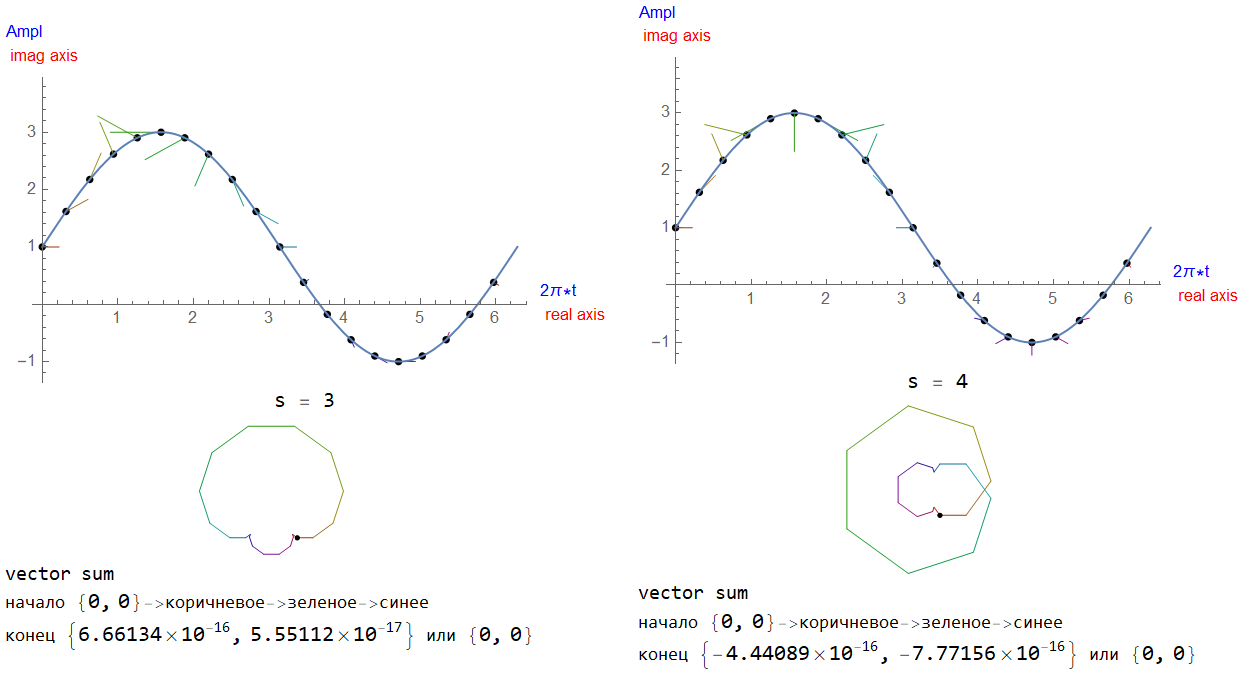 Ampl
imag axis
3
2
1
-1
1 2 3 4 5 6
2π*t
real axis
s = 3
vector sum
начало {0, 0}->коричневое->зеленое->синее
конец {6.66134×10^-16, 5.55112×10^-17} или {0, 0}
Ampl
imag axis
3
2
1
-1
1 2 3 4 5 6
2π*t
real axis
s = 4
vector sum
начало {0, 0}->коричневое->зеленое->синее
конец {-4.44089×10^-16, -7.77156×10^-16} или {0, 0}